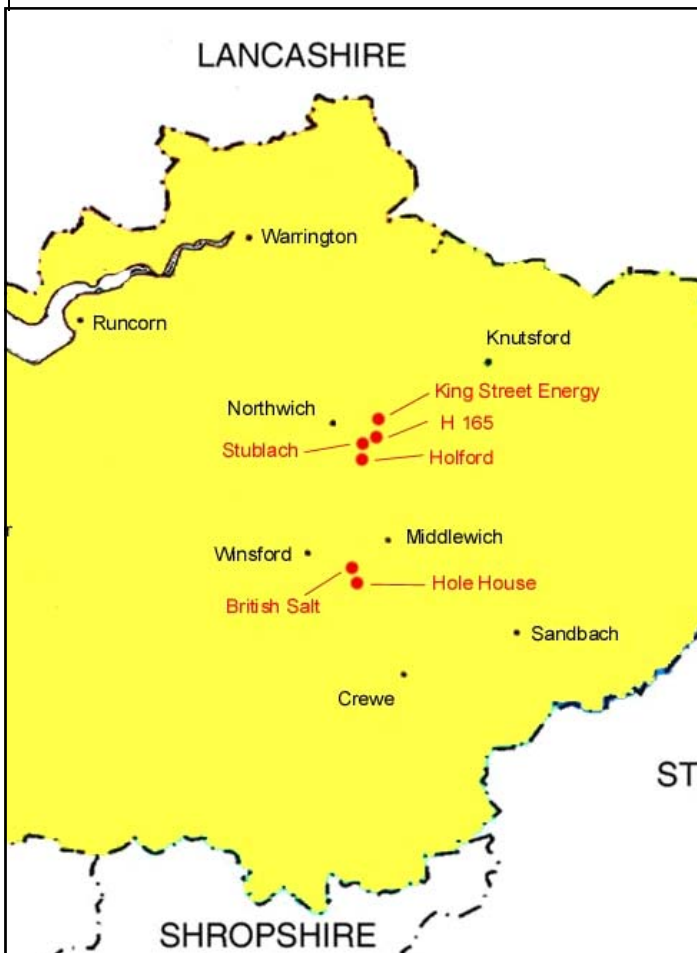 LANCASHIRE
Warrington
Runcorn
Knutsford
King Street Energy
Northwich
H 165
Stublach
Holford
Middlewich
Winsford
Hole House
British Salt
Sandbach
Crewe
ST
SHROPSHIRE